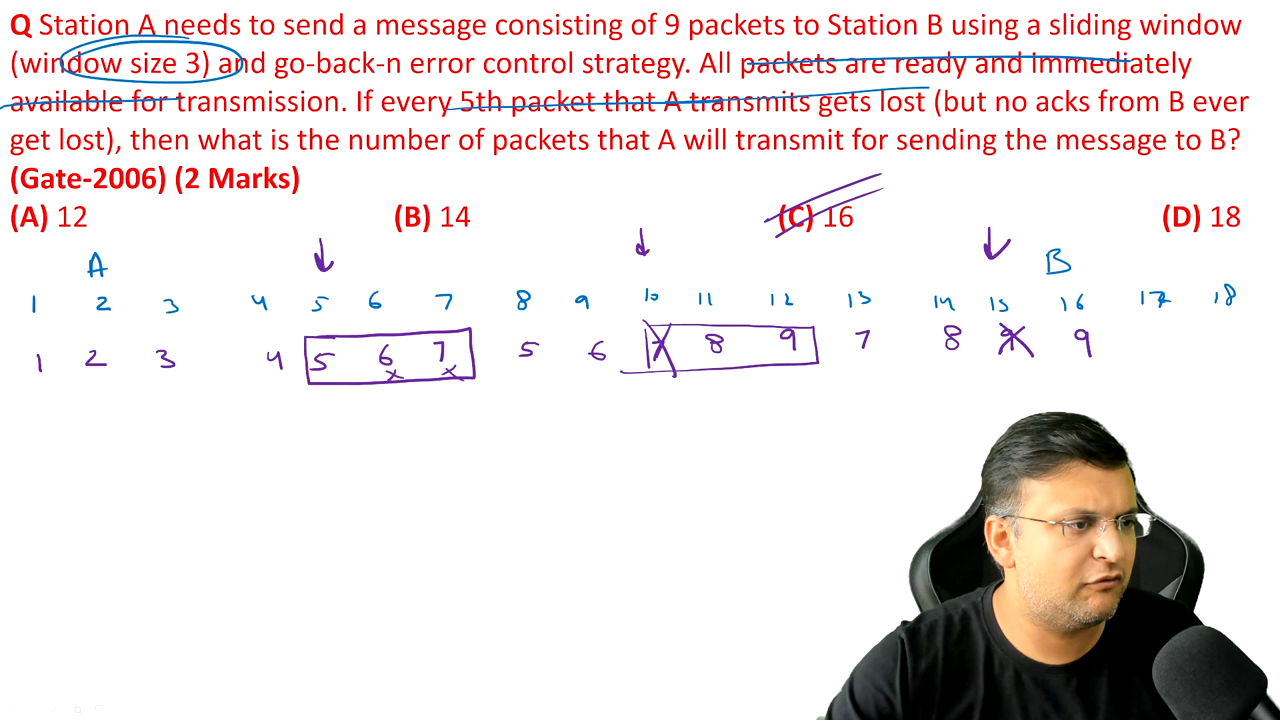 Q Station A needs to send a message consisting of 9 packets to Station B using a sliding window
(window size 3) and go-back-n error control strategy. All packets are ready and immediately
available for transmission. If every 5th packet that A transmits gets lost (but no acks from B ever
get lost), then what is the number of packets that A will transmit for sending the message to B?
(Gate-2006) (2 Marks)
(A) 12 (B) 14 (C) 16 (D) 18
A B
1 2 3 4 5 6 7 8 9 10 11 12 13 14 15 16 17 18
1 2 3 4 5 6 7 5 6 7 8 9 7 8 9 9